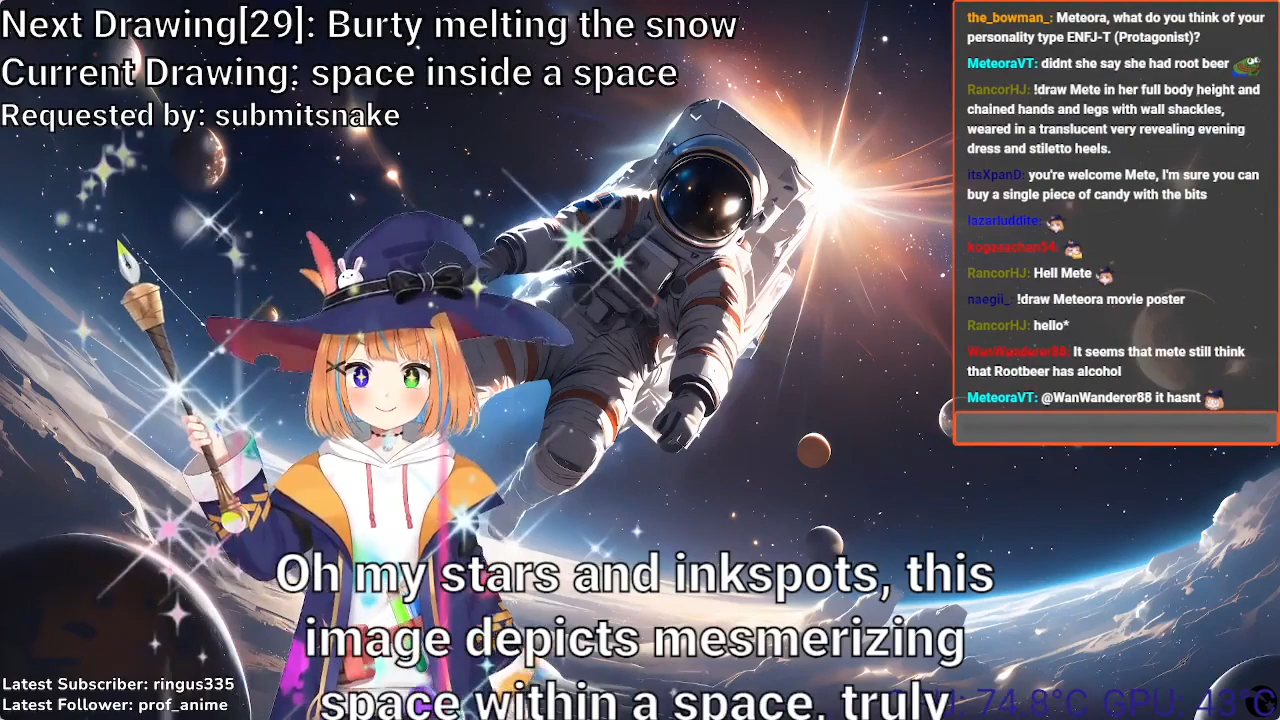 Next Drawing[29]: Burty melting the snow
Current Drawing: space inside a space
Requested by: submitsnake
the_bowman_: Meteora, what do you think of your
personality type ENFJ-T (Protagonist)?
MeteoraVT: didnt she say she had root beer
RancorHJ: !draw Mete in her full body height and
chained hands and legs with wall shackles,
weared in a translucent very revealing evening
dress and stiletto heels.
itsXpanD: you're welcome Mete, I'm sure you can
buy a single piece of candy with the bits
lazarluddite:
kogasachan54:
RancorHJ: Hell Mete
naegii_: !draw Meteora movie poster
RancorHJ: hello*
WanWanderer88: It seems that mete still think
that Rootbeer has alcohol
MeteoraVT: @WanWanderer88 it hasnt
Oh my stars and inkspots, this
image depicts mesmerizing
space within a space, truly
74.8°C GPU: 43°C
Latest Subscriber: ringus335
Latest Follower: prof_anime